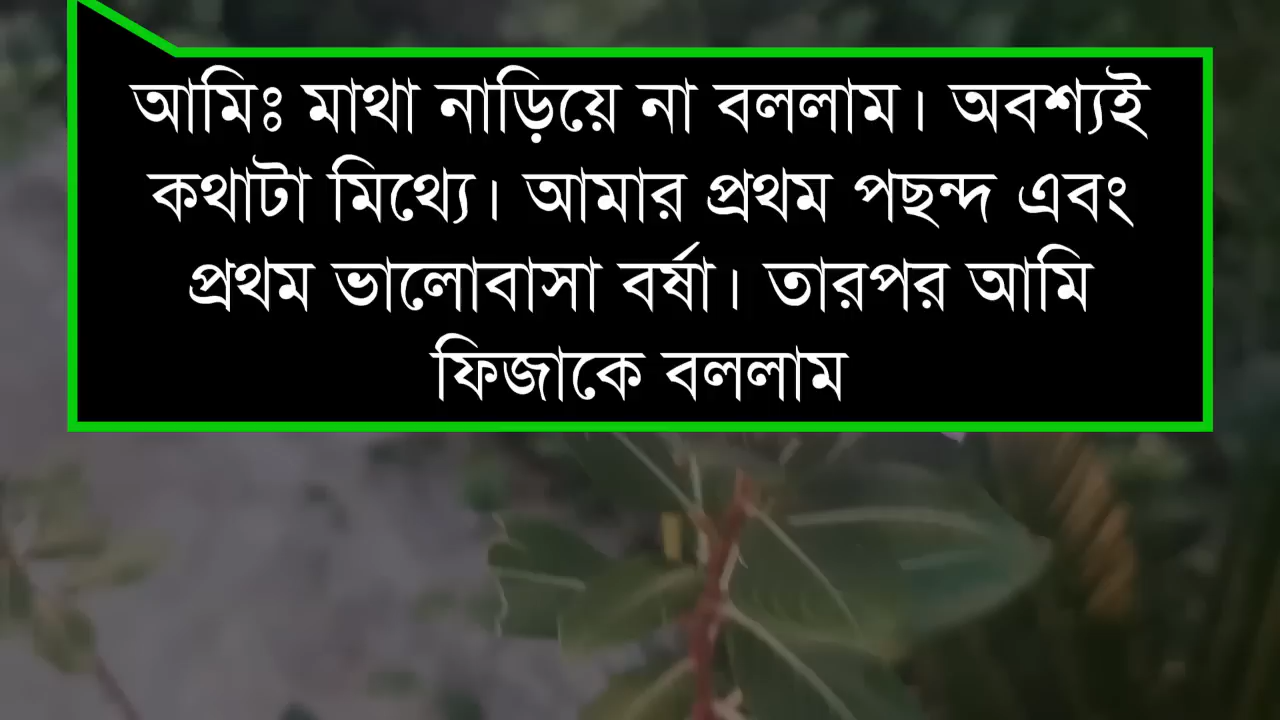 আমিঃ মাথা নাড়িয়ে না বললাম। অবশ্যই
কথাটা মিথ্যে। আমার প্রথম পছন্দ এবং
প্রথম ভালোবাসা বর্ষা। তারপর আমি
ফিজাকে বললাম